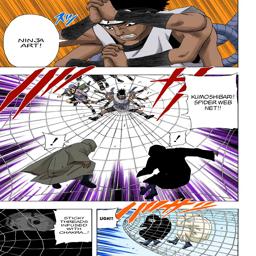 NINJA
ART!
KUMOSHIBARI!
SPIDER WEB
NET!!
!
!
STICKY
THREADS
INFUSED
WITH
CHAKRA...!
UGH!!